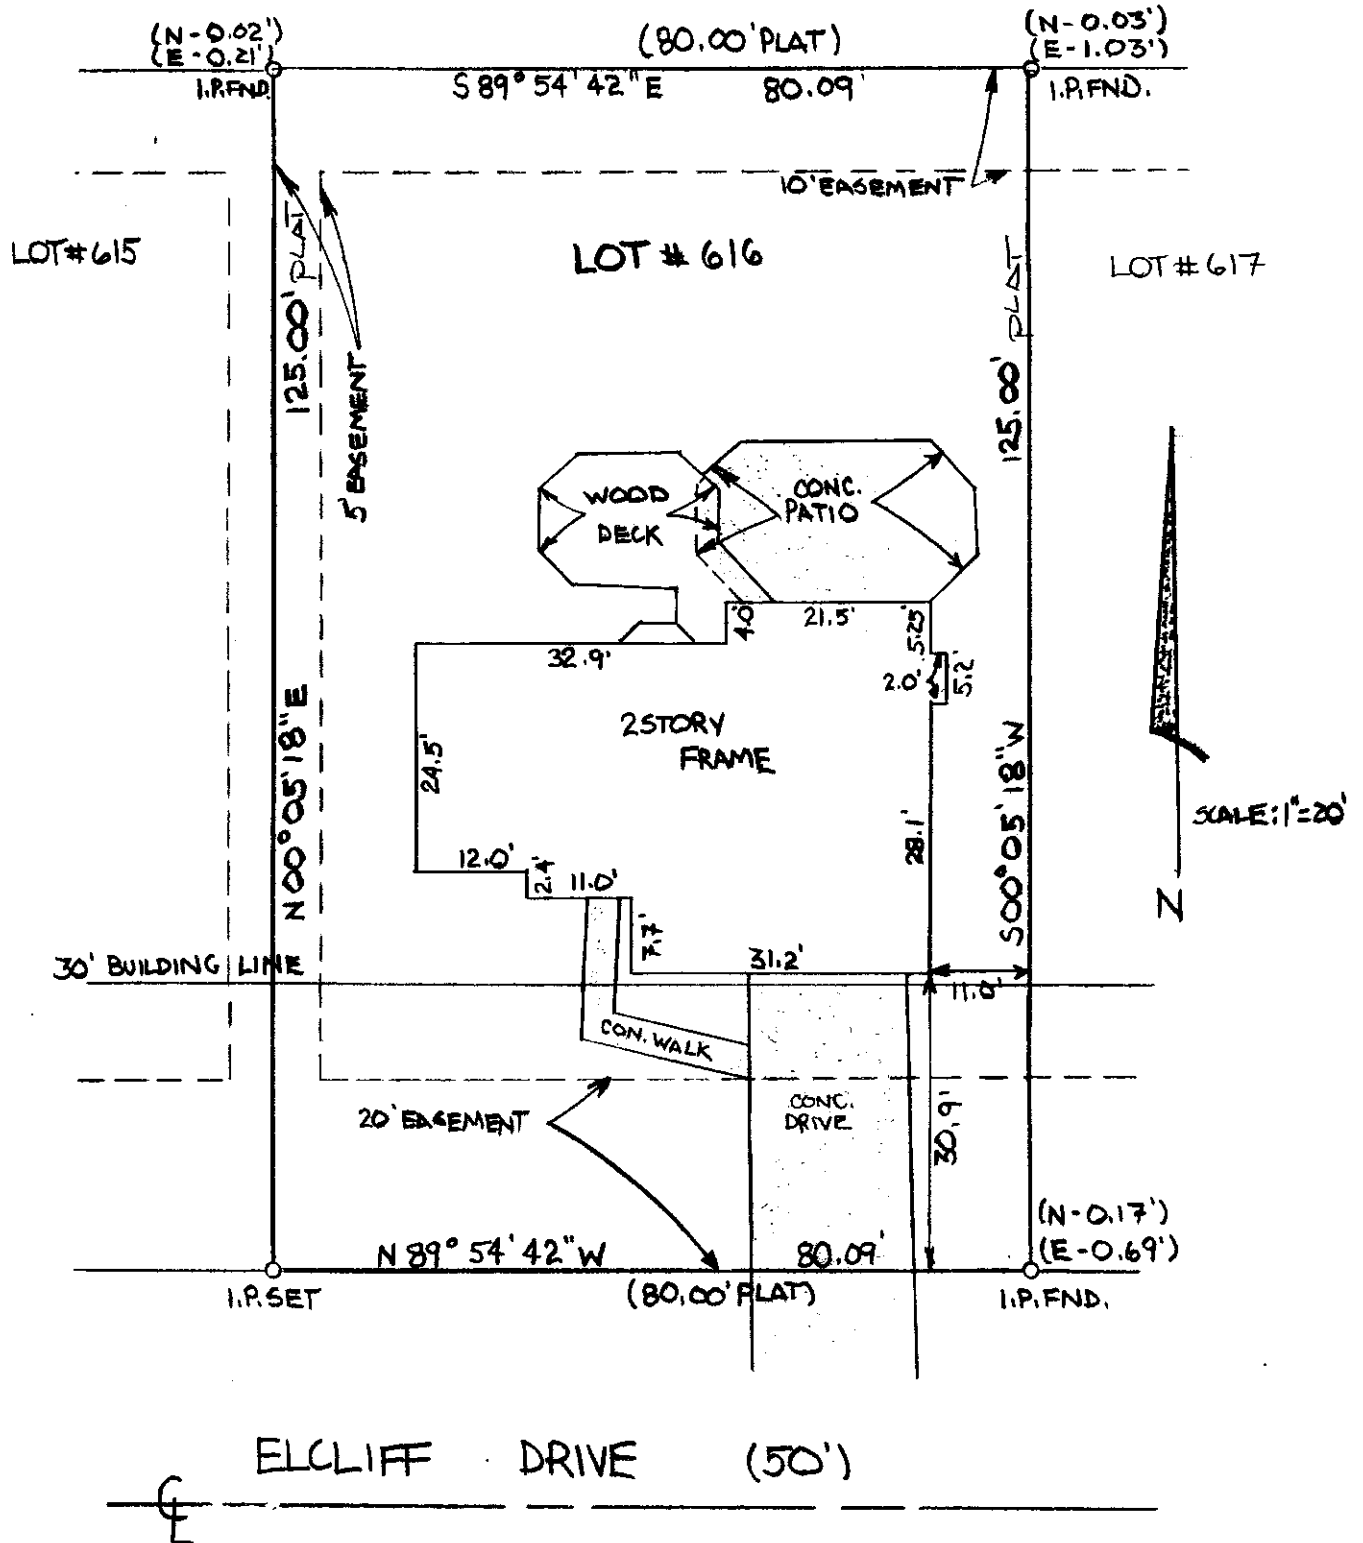 (N-0.02')
(E-0.21')
(80.00' PLAT)
(N-0.03')
(E-1.03')
I.P.FND.
S 89° 54' 42" E 80.09'
I.P.FND.
10' EASEMENT
LOT # 615
LOT # 616
LOT # 617
125.00' PLAT
125.00' PLAT
5' EASEMENT
WOOD
DECK
CONC.
PATIO
4.0'
21.5'
5.25'
32.9'
2.0'
5.2'
2 STORY
FRAME
24.5'
N 00° 05' 18" E
S 00° 05' 18" W
SCALE: 1"=20'
28.1'
12.0'
2.4'
11.0'
7.7'
N
31.2'
30' BUILDING LINE
11.0'
CON. WALK
20' EASEMENT
CONC.
DRIVE
30.9'
(N-0.17')
(E-0.69')
N 89° 54' 42" W 80.09'
I.P.SET
(80.00' PLAT)
I.P.FND.
ELCLIFF DRIVE (50')
CL